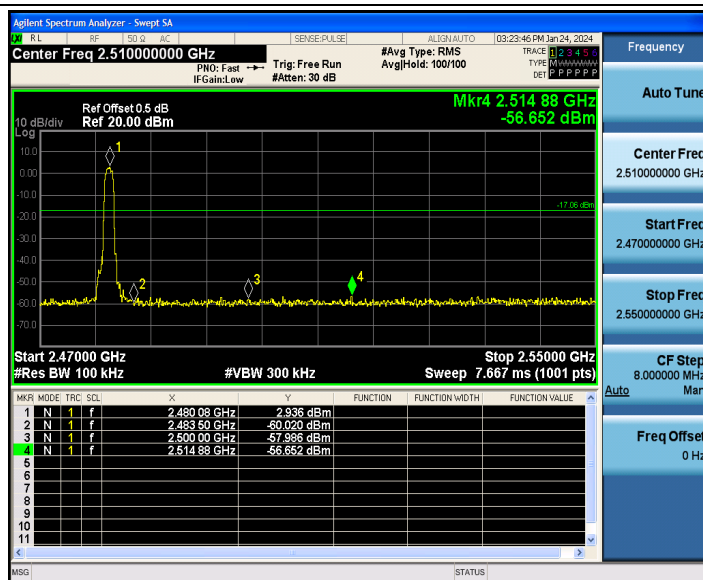 Agilent Spectrum Analyzer - Swept SA
LXI RL RF 50 Ω AC SENSE:PULSE ALIGNAUTO 03:23:46 PM Jan 24, 2024
Center Freq 2.510000000 GHz
PNO: Fast
IFGain:Low
Trig: Free Run
#Atten: 30 dB
#Avg Type: RMS
Avg|Hold: 100/100
TRACE 1 2 3 4 5 6
TYPE M
DET P P P P P P
Ref Offset 0.5 dB
10 dB/div Ref 20.00 dBm
Log
Mkr4 2.514 88 GHz
-56.652 dBm
10.0
0.00
-10.0
-20.0
-30.0
-40.0
-50.0
-60.0
-70.0
1
2
3
4
-17.06 dBm
Start 2.47000 GHz Stop 2.55000 GHz
#Res BW 100 kHz #VBW 300 kHz Sweep 7.667 ms (1001 pts)
MKR MODE TRC SCL X Y FUNCTION FUNCTION WIDTH FUNCTION VALUE
1 N 1 f 2.480 08 GHz 2.936 dBm
2 N 1 f 2.483 50 GHz -60.020 dBm
3 N 1 f 2.500 00 GHz -57.986 dBm
4 N 1 f 2.514 88 GHz -56.652 dBm
5
6
7
8
9
10
11
MSG STATUS
Frequency
Auto Tune
Center Freq
2.510000000 GHz
Start Freq
2.470000000 GHz
Stop Freq
2.550000000 GHz
CF Step
8.000000 MHz
Auto Man
Freq Offset
0 Hz